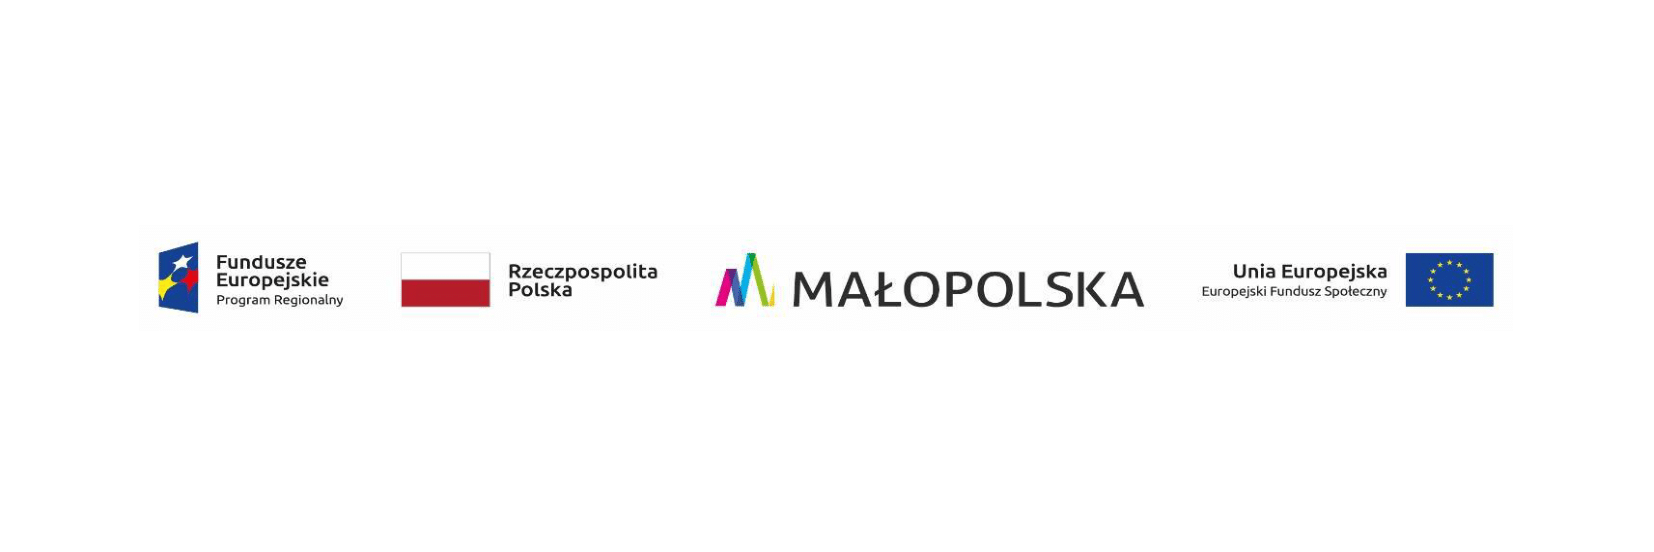 Fundusze
Europejskie
Program Regionalny
Rzeczpospolita
Polska
MAŁOPOLSKA
Unia Europejska
Europejski Fundusz Społeczny